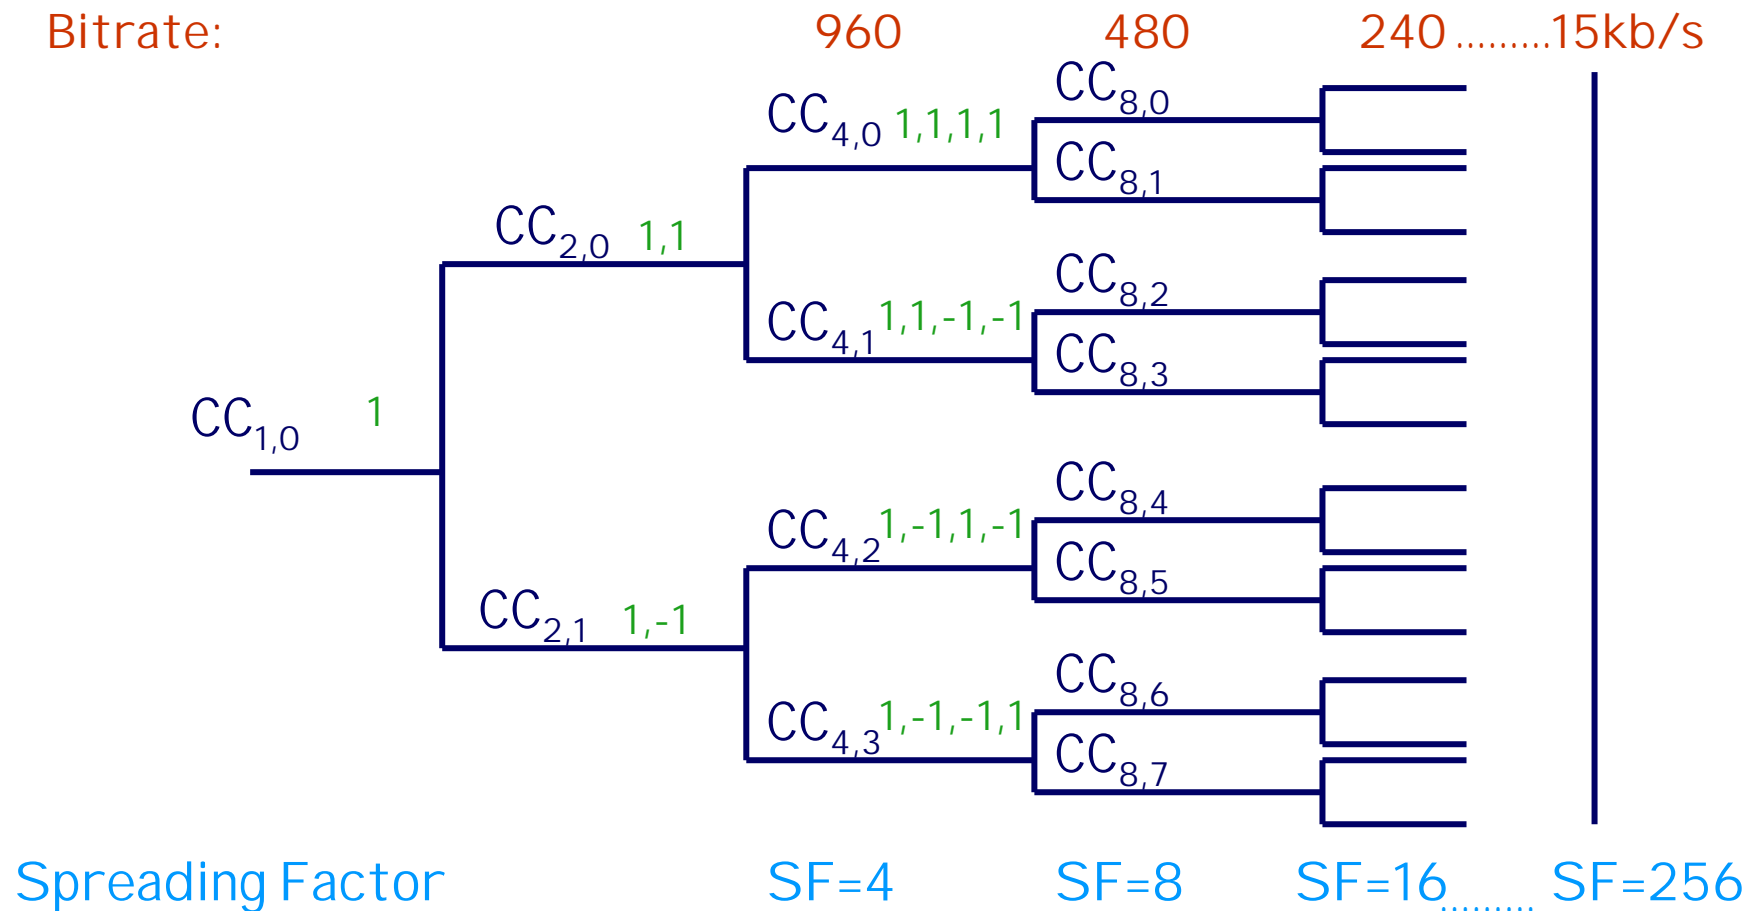 Bitrate: 960 480 240 ......... 15kb/s
CC8,0
CC4,0 1,1,1,1
CC8,1
CC2,0 1,1
CC8,2
CC4,1 1,1,-1,-1
CC8,3
CC1,0 1
CC8,4
CC4,2 1,-1,1,-1
CC8,5
CC2,1 1,-1
CC8,6
CC4,3 1,-1,-1,1
CC8,7
Spreading Factor SF=4 SF=8 SF=16 ......... SF=256